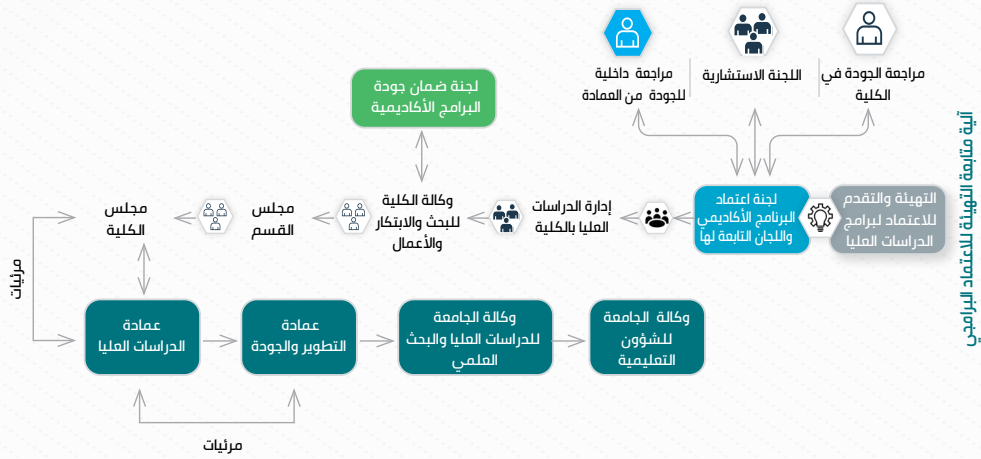 آلية متابعة التهيئة للاعتماد البرامجي
مراجعة الجودة في
الكلية
اللجنة الاستشارية
مراجعة داخلية
للجودة من العمادة
لجنة ضمان جودة
البرامج الأكاديمية
التهيئة والتقدم
للاعتماد لبرامج
الدراسات العليا
لجنة اعتماد
البرنامج الأكاديمي
واللجان التابعة لها
إدارة الدراسات
العليا بالكلية
وكالة الكلية
للبحث والابتكار
والأعمال
مجلس
القسم
مجلس
الكلية
مرئيات
عمادة
الدراسات العليا
عمادة
التطوير والجودة
وكالة الجامعة
للدراسات العليا والبحث
العلمي
وكالة الجامعة
للشؤون
التعليمية
مرئيات